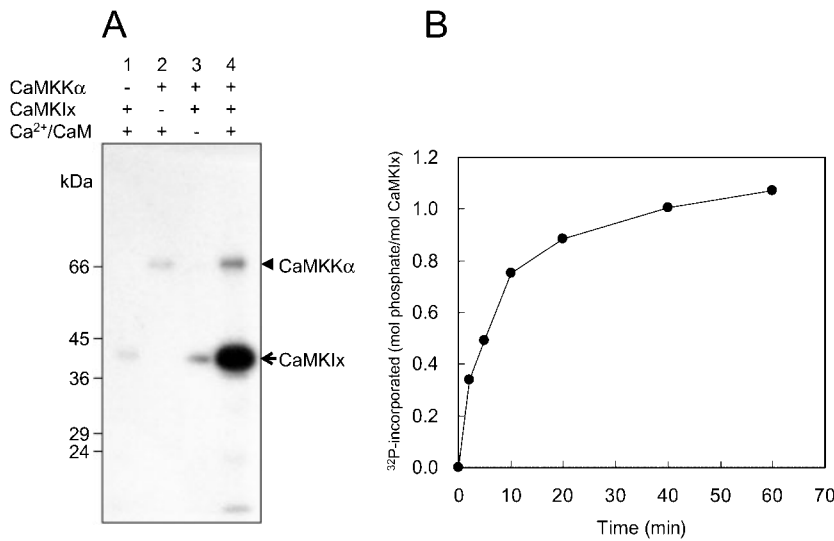 A
1 2 3 4
CaMKKα - + + +
CaMKIx + - + +
Ca²⁺/CaM + + - +
kDa
66
45
36
29
24
CaMKKα
CaMKIx
B
³²P-incorporated (mol phosphate/mol CaMKIx)
1.2
1.0
0.8
0.6
0.4
0.2
0.0
0 10 20 30 40 50 60 70
Time (min)